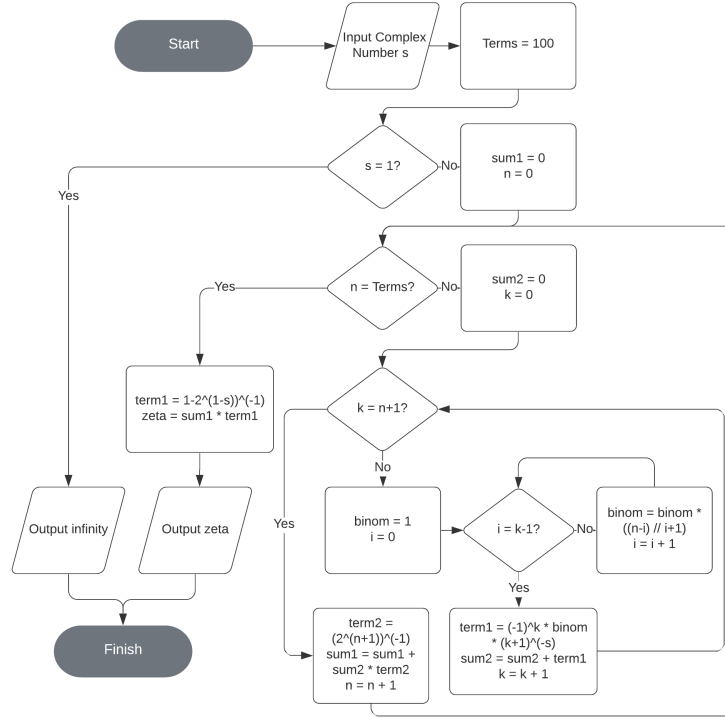 Start
Input Complex
Number s
Terms = 100
s = 1?
No
sum1 = 0
n = 0
Yes
n = Terms?
No
sum2 = 0
k = 0
Yes
term1 = 1-2^(1-s))^(-1)
zeta = sum1 * term1
k = n+1?
No
Yes
Output infinity
Output zeta
binom = 1
i = 0
i = k-1?
No
binom = binom *
((n-i) // i+1)
i = i + 1
Yes
Finish
term2 =
(2^(n+1))^(-1)
sum1 = sum1 +
sum2 * term2
n = n + 1
term1 = (-1)^k * binom
* (k+1)^(-s)
sum2 = sum2 + term1
k = k + 1